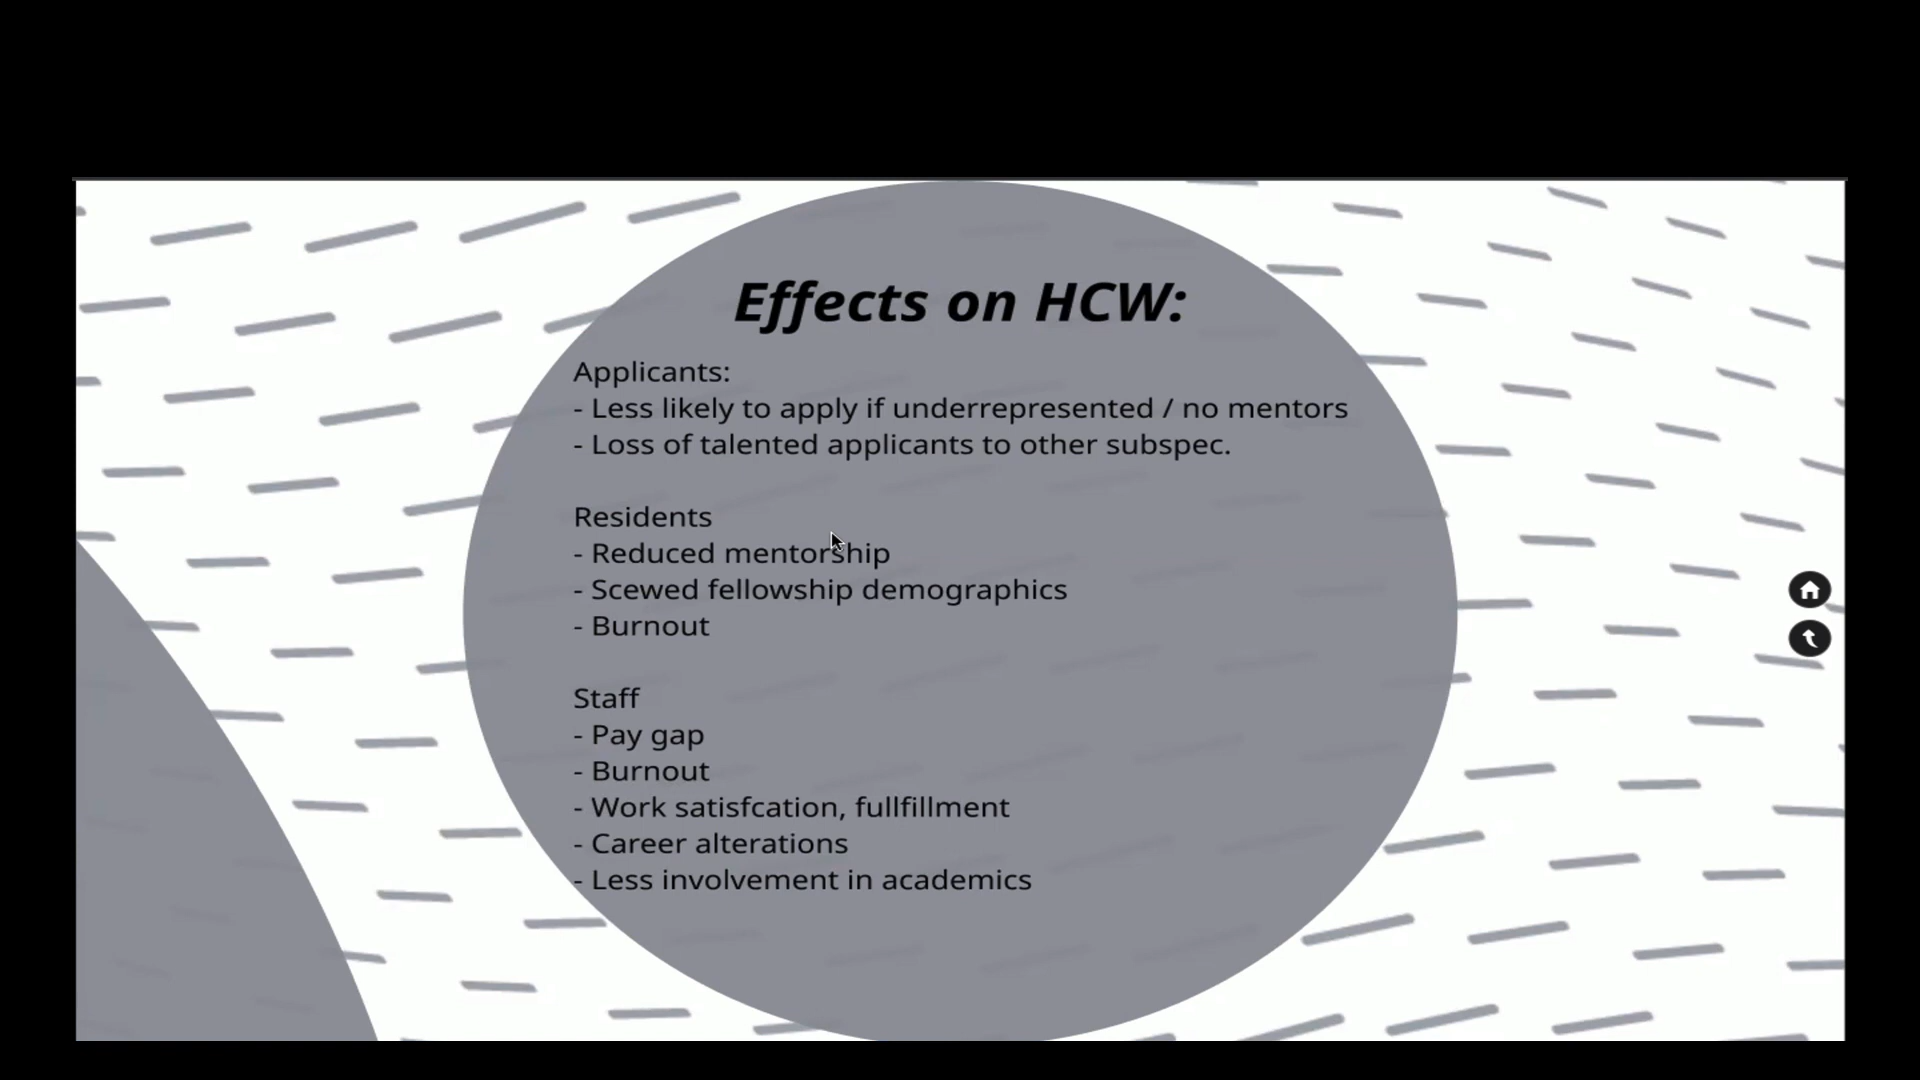 Effects on HCW:
Applicants:
- Less likely to apply if underrepresented / no mentors
- Loss of talented applicants to other subspec.
Residents
- Reduced mentorship
- Scewed fellowship demographics
- Burnout
Staff
- Pay gap
- Burnout
- Work satisfcation, fullfillment
- Career alterations
- Less involvement in academics